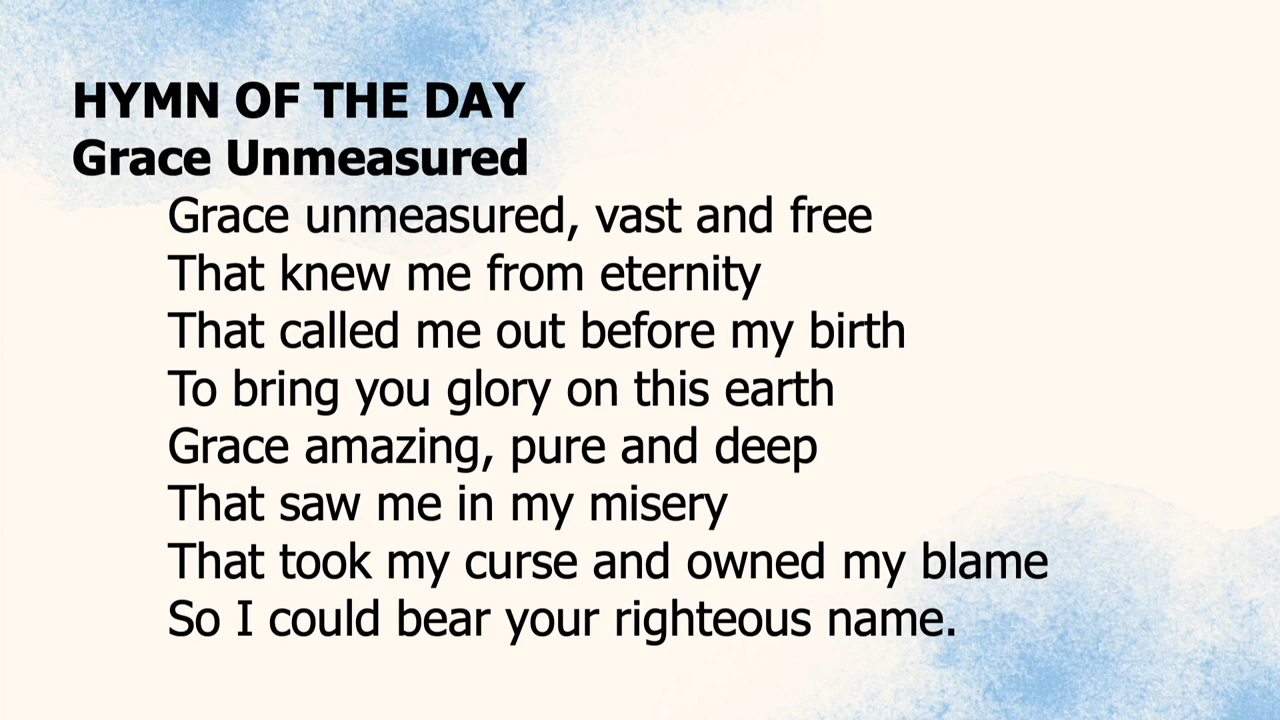 HYMN OF THE DAY
Grace Unmeasured
Grace unmeasured, vast and free
That knew me from eternity
That called me out before my birth
To bring you glory on this earth
Grace amazing, pure and deep
That saw me in my misery
That took my curse and owned my blame
So I could bear your righteous name.